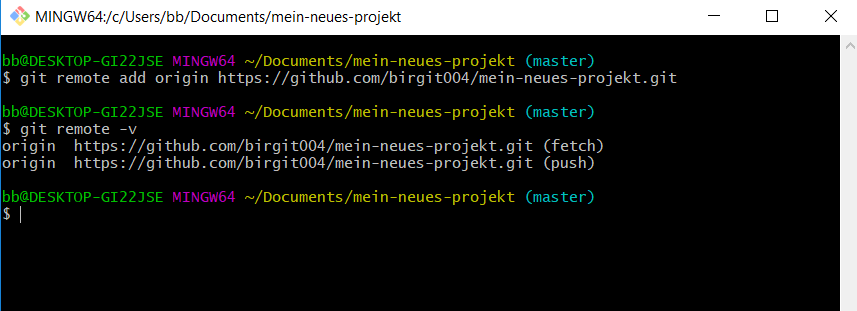 MINGW64:/c/Users/bb/Documents/mein-neues-projekt
bb@DESKTOP-GI22JSE MINGW64 ~/Documents/mein-neues-projekt (master)
$ git remote add origin https://github.com/birgit004/mein-neues-projekt.git
bb@DESKTOP-GI22JSE MINGW64 ~/Documents/mein-neues-projekt (master)
$ git remote -v
origin  https://github.com/birgit004/mein-neues-projekt.git (fetch)
origin  https://github.com/birgit004/mein-neues-projekt.git (push)
bb@DESKTOP-GI22JSE MINGW64 ~/Documents/mein-neues-projekt (master)
$